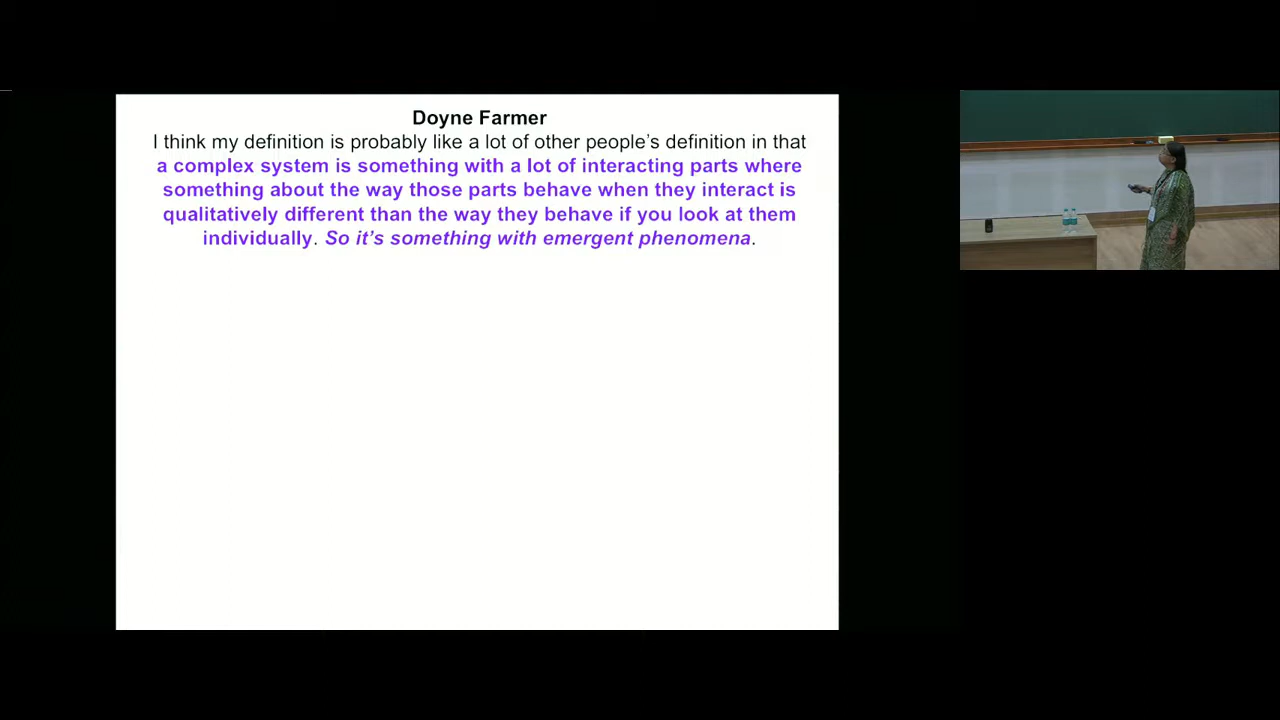 Doyne Farmer
I think my definition is probably like a lot of other people’s definition in that
a complex system is something with a lot of interacting parts where
something about the way those parts behave when they interact is
qualitatively different than the way they behave if you look at them
individually. So it’s something with emergent phenomena.